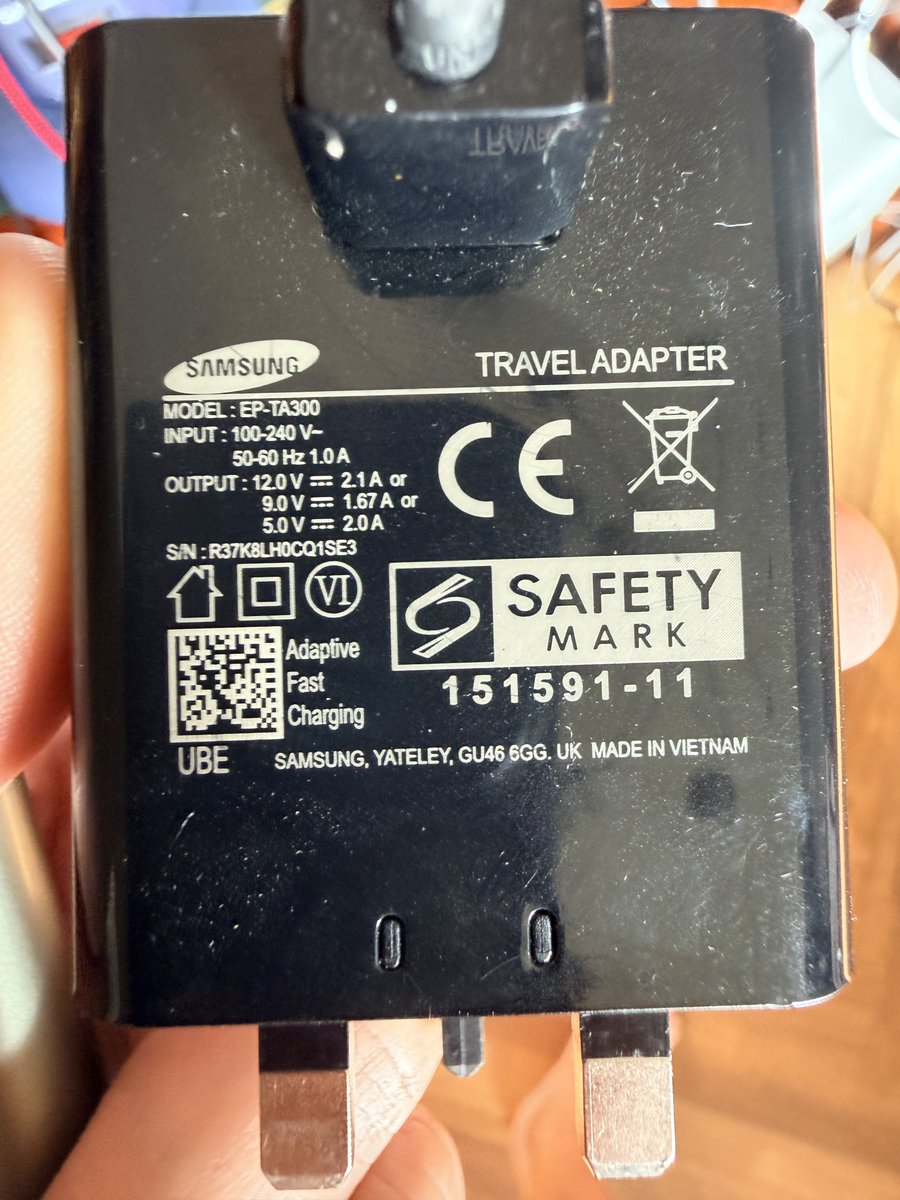 SAMSUNG
TRAVEL ADAPTER
MODEL : EP-TA300
INPUT : 100-240 V~
50-60 Hz 1.0 A
OUTPUT : 12.0 V ⎓ 2.1 A or
9.0 V ⎓ 1.67 A or
5.0 V ⎓ 2.0 A
S/N : R37K8LH0CQ1SE3
CE
VI
SAFETY
MARK
151591-11
Adaptive
Fast
Charging
UBE
SAMSUNG, YATELEY, GU46 6GG. UK MADE IN VIETNAM